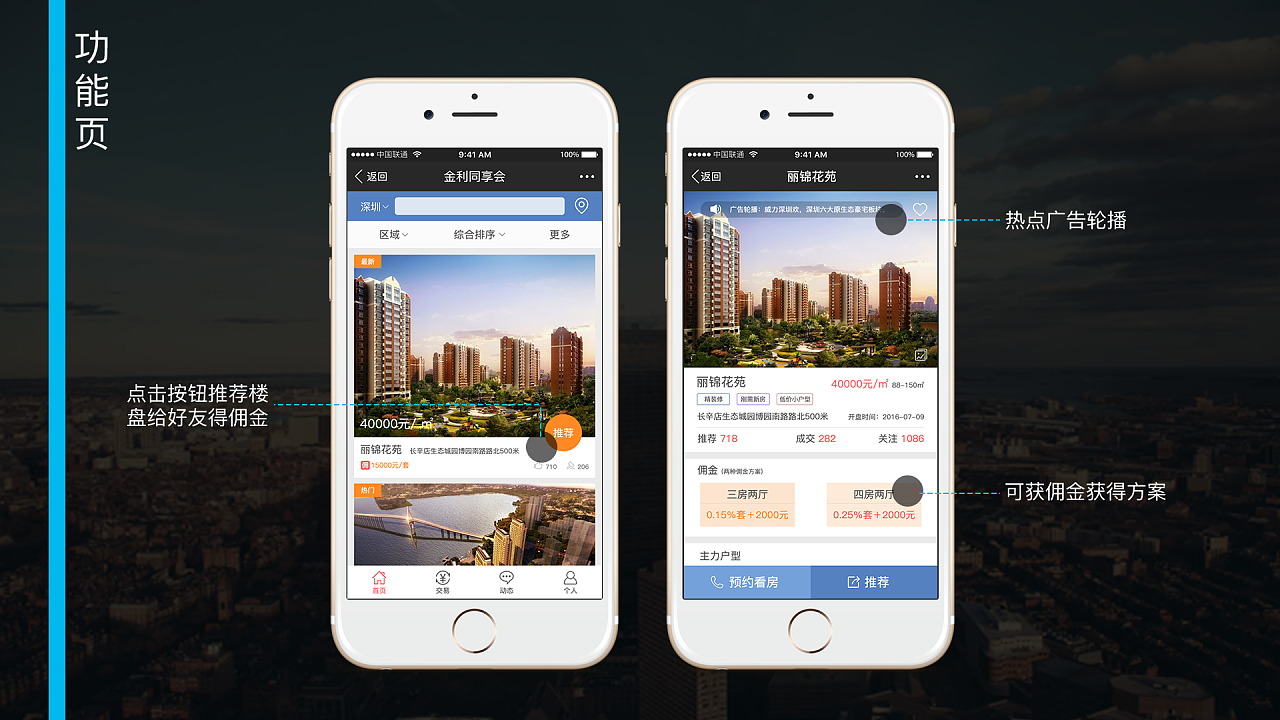 功
能
页
中国联通 9:41 AM 100%
返回 金利同享会
深圳
区域 综合排序 更多
最新
40000元/㎡
推荐
丽锦花苑 长辛店生态城园博园南路路北500米
佣 15000元/套 710 206
热门
首页 交易 动态 个人
点击按钮推荐楼
盘给好友得佣金
中国联通 9:41 AM 100%
返回 丽锦花苑
广告轮播：威力深圳欢，深圳六大原生态豪宅板块
丽锦花苑 40000元/㎡ 88-150㎡
精装修 刚需新房 低价小户型
长辛店生态城园博园南路路北500米 开盘时间：2016-07-09
推荐 718 成交 282 关注 1086
佣金 (两种佣金方案)
三房两厅 四房两厅
0.15%套＋2000元 0.25%套＋2000元
主力户型
预约看房 推荐
热点广告轮播
可获佣金获得方案